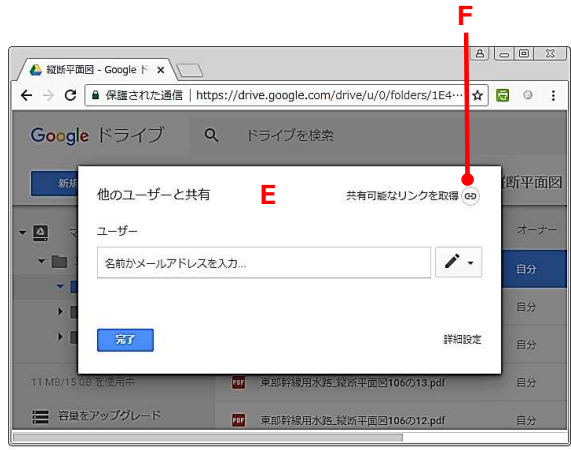 F
縦断平面図 - Google ド
保護された通信 | https://drive.google.com/drive/u/0/folders/1E4…
Google ドライブ
ドライブを検索
新規
断平面図
他のユーザーと共有
E
共有可能なリンクを取得
オーナー
ユーザー
名前かメールアドレスを入力...
自分
自分
完了
詳細設定
自分
11 MB/15 GB を使用中
PDF 東部幹線用水路_縦断平面図106の13.pdf
自分
容量をアップグレード
PDF 東部幹線用水路_縦断平面図106の12.pdf
自分